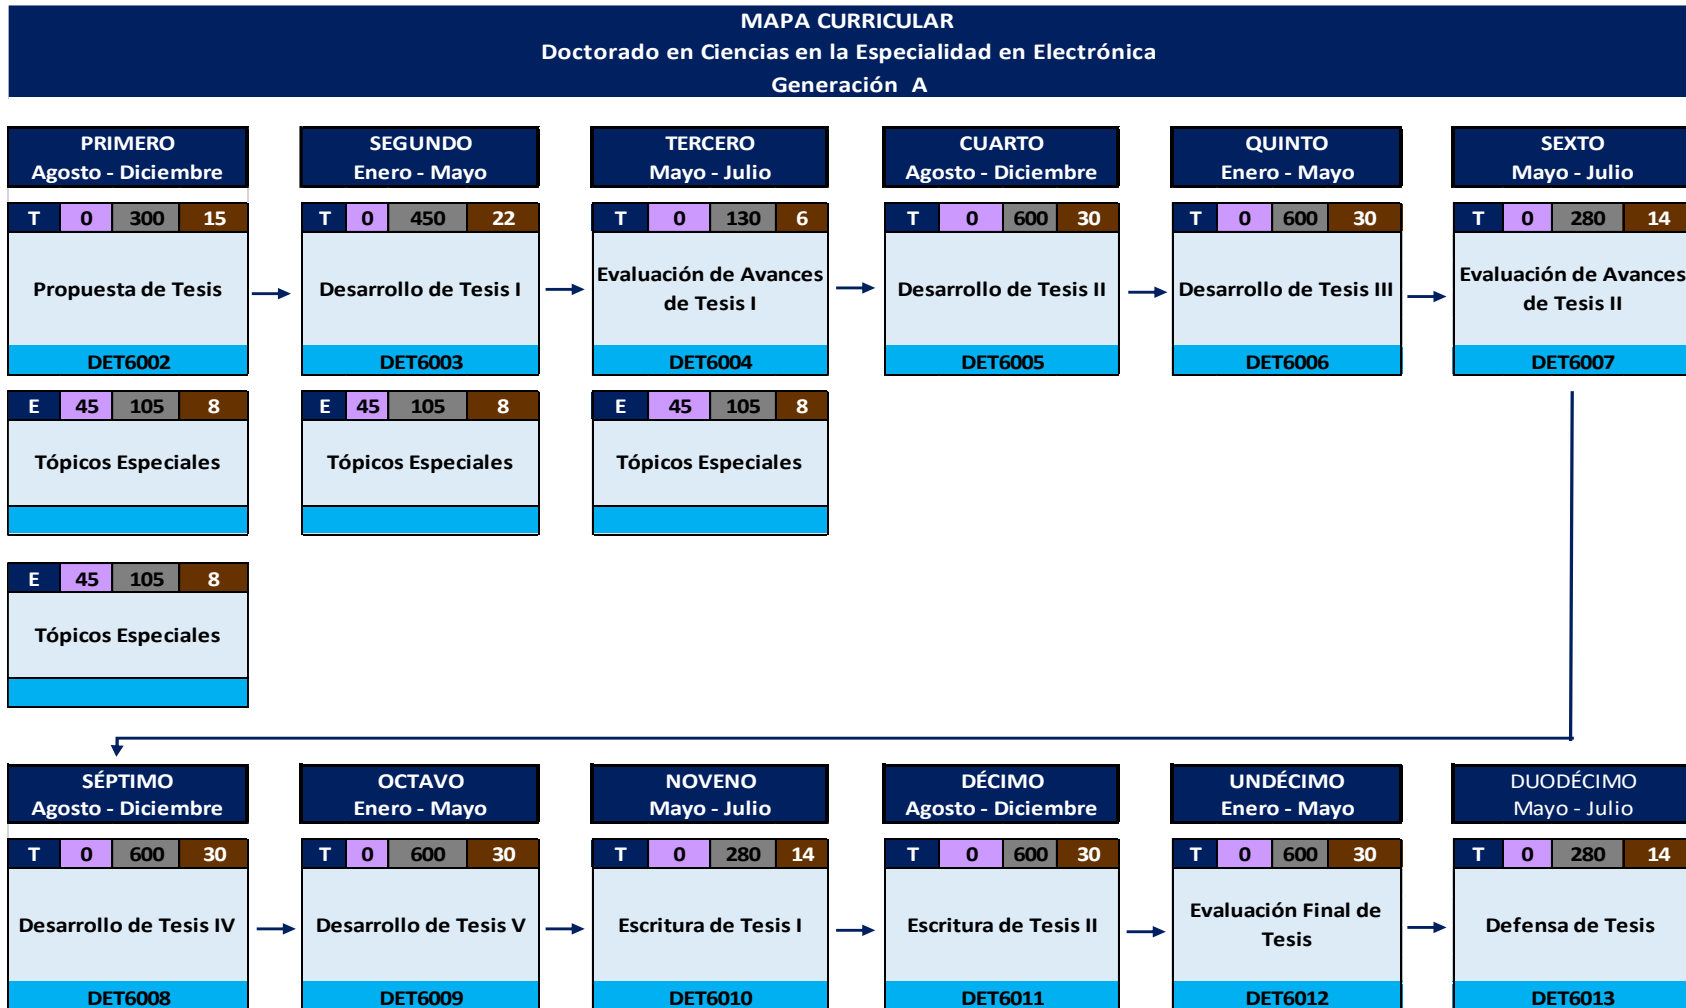 MAPA CURRICULAR
Doctorado en Ciencias en la Especialidad en Electrónica
Generación A
PRIMERO
Agosto - Diciembre
SEGUNDO
Enero - Mayo
TERCERO
Mayo - Julio
CUARTO
Agosto - Diciembre
QUINTO
Enero - Mayo
SEXTO
Mayo - Julio
T 0 300 15
Propuesta de Tesis
DET6002
T 0 450 22
Desarrollo de Tesis I
DET6003
T 0 130 6
Evaluación de Avances
de Tesis I
DET6004
T 0 600 30
Desarrollo de Tesis II
DET6005
T 0 600 30
Desarrollo de Tesis III
DET6006
T 0 280 14
Evaluación de Avances
de Tesis II
DET6007
E 45 105 8
Tópicos Especiales
E 45 105 8
Tópicos Especiales
E 45 105 8
Tópicos Especiales
E 45 105 8
Tópicos Especiales
SÉPTIMO
Agosto - Diciembre
OCTAVO
Enero - Mayo
NOVENO
Mayo - Julio
DÉCIMO
Agosto - Diciembre
UNDÉCIMO
Enero - Mayo
DUODÉCIMO
Mayo - Julio
T 0 600 30
Desarrollo de Tesis IV
DET6008
T 0 600 30
Desarrollo de Tesis V
DET6009
T 0 280 14
Escritura de Tesis I
DET6010
T 0 600 30
Escritura de Tesis II
DET6011
T 0 600 30
Evaluación Final de
Tesis
DET6012
T 0 280 14
Defensa de Tesis
DET6013